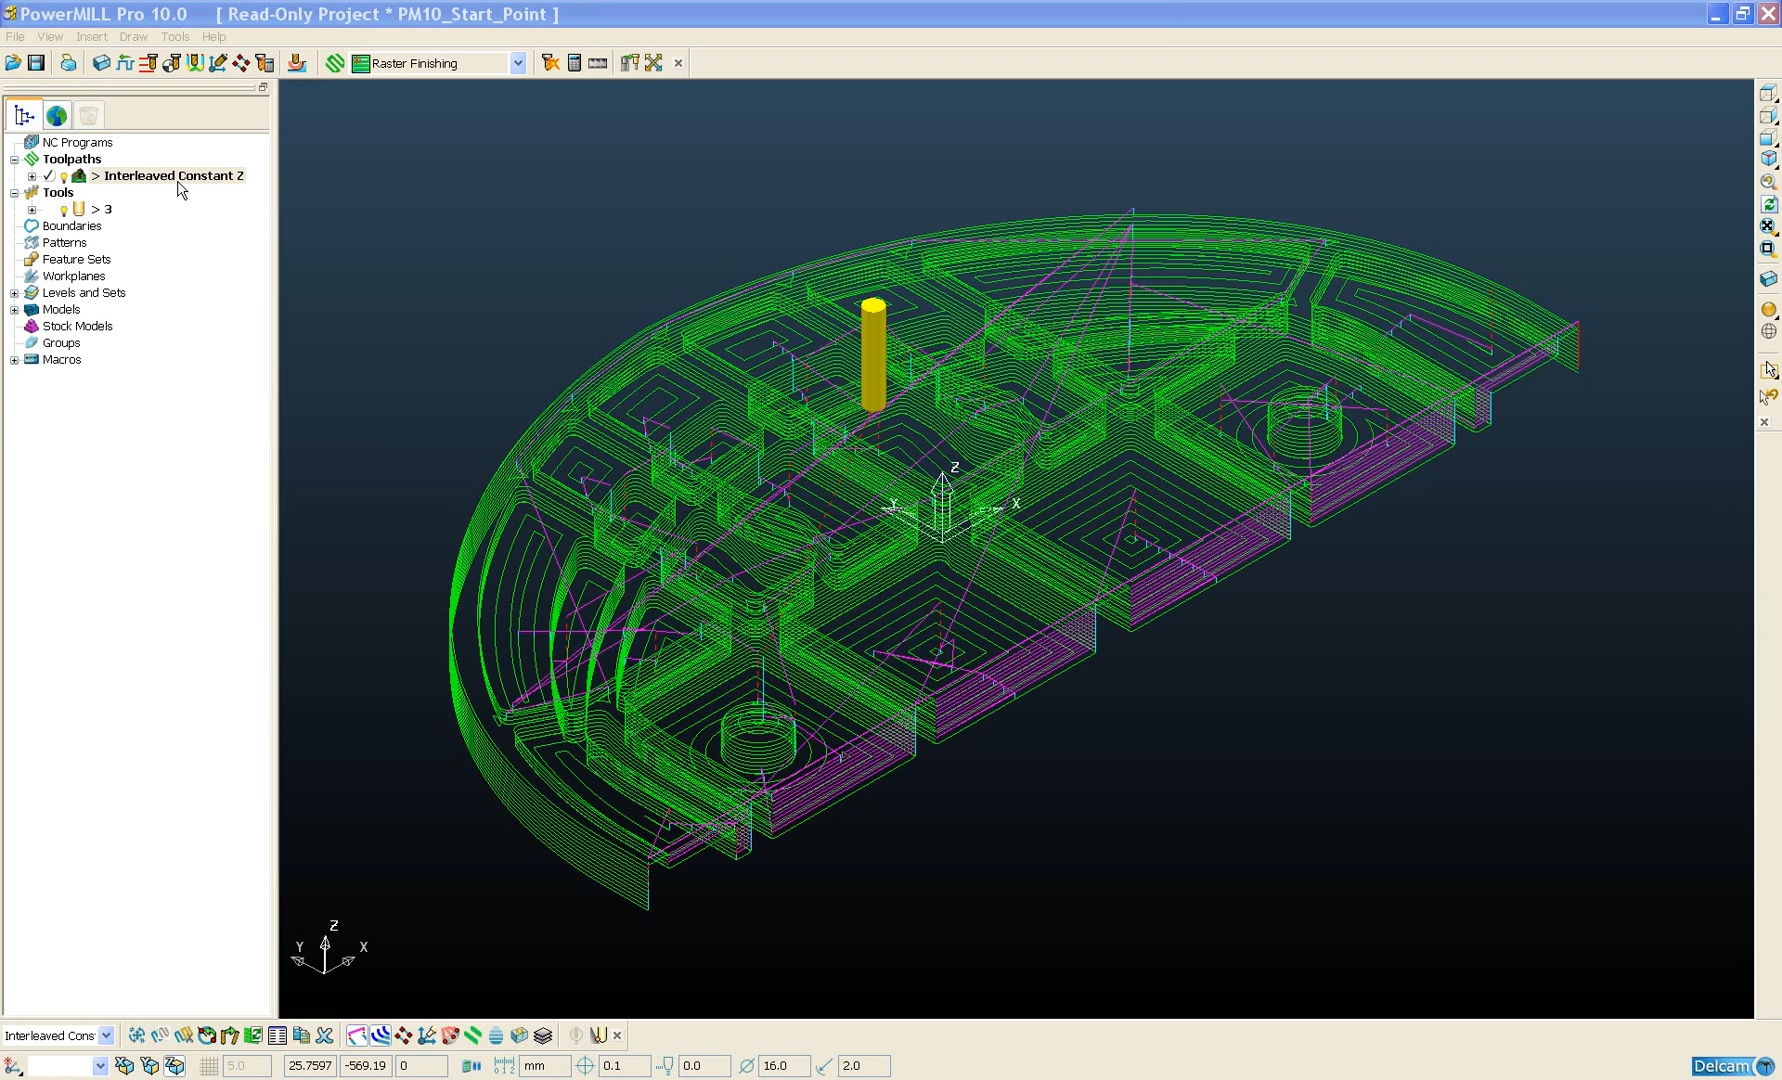 PowerMILL Pro 10.0    [ Read-Only Project * PM10_Start_Point ]
File View Insert Draw Tools Help
Raster Finishing
NC Programs
Toolpaths
> Interleaved Constant Z
Tools
> 3
Boundaries
Patterns
Feature Sets
Workplanes
Levels and Sets
Models
Stock Models
Groups
Macros
Z
Y X
Z
Y X
Interleaved Cons
5.0 25.7597 -569.19 0 mm 0.1 0.0 16.0 2.0 Delcam